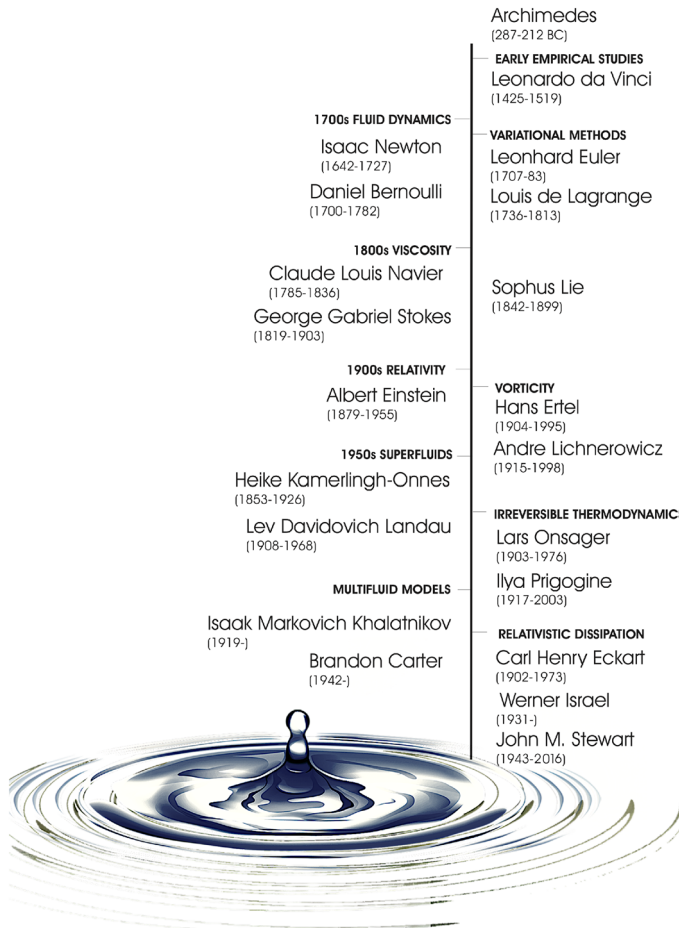 Archimedes
(287-212 BC)
EARLY EMPIRICAL STUDIES
Leonardo da Vinci
(1425-1519)
1700s FLUID DYNAMICS
Isaac Newton
(1642-1727)
Daniel Bernoulli
(1700-1782)
VARIATIONAL METHODS
Leonhard Euler
(1707-83)
Louis de Lagrange
(1736-1813)
1800s VISCOSITY
Claude Louis Navier
(1785-1836)
George Gabriel Stokes
(1819-1903)
Sophus Lie
(1842-1899)
1900s RELATIVITY
Albert Einstein
(1879-1955)
VORTICITY
Hans Ertel
(1904-1995)
Andre Lichnerowicz
(1915-1998)
1950s SUPERFLUIDS
Heike Kamerlingh-Onnes
(1853-1926)
Lev Davidovich Landau
(1908-1968)
IRREVERSIBLE THERMODYNAMICS
Lars Onsager
(1903-1976)
Ilya Prigogine
(1917-2003)
MULTIFLUID MODELS
Isaak Markovich Khalatnikov
(1919-)
Brandon Carter
(1942-)
RELATIVISTIC DISSIPATION
Carl Henry Eckart
(1902-1973)
Werner Israel
(1931-)
John M. Stewart
(1943-2016)